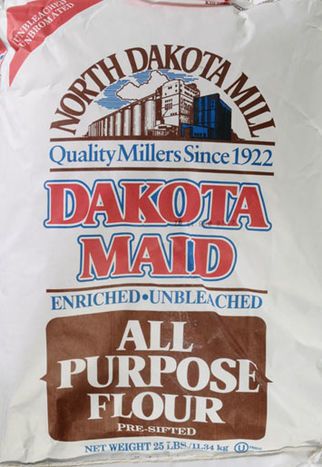 UNBLEACHED
UNBROMATED
NORTH DAKOTA MILL
Quality Millers Since 1922
DAKOTA
MAID
ENRICHED•UNBLEACHED
ALL
PURPOSE
FLOUR
PRE-SIFTED
NET WEIGHT 25 LBS./11.34 kg U